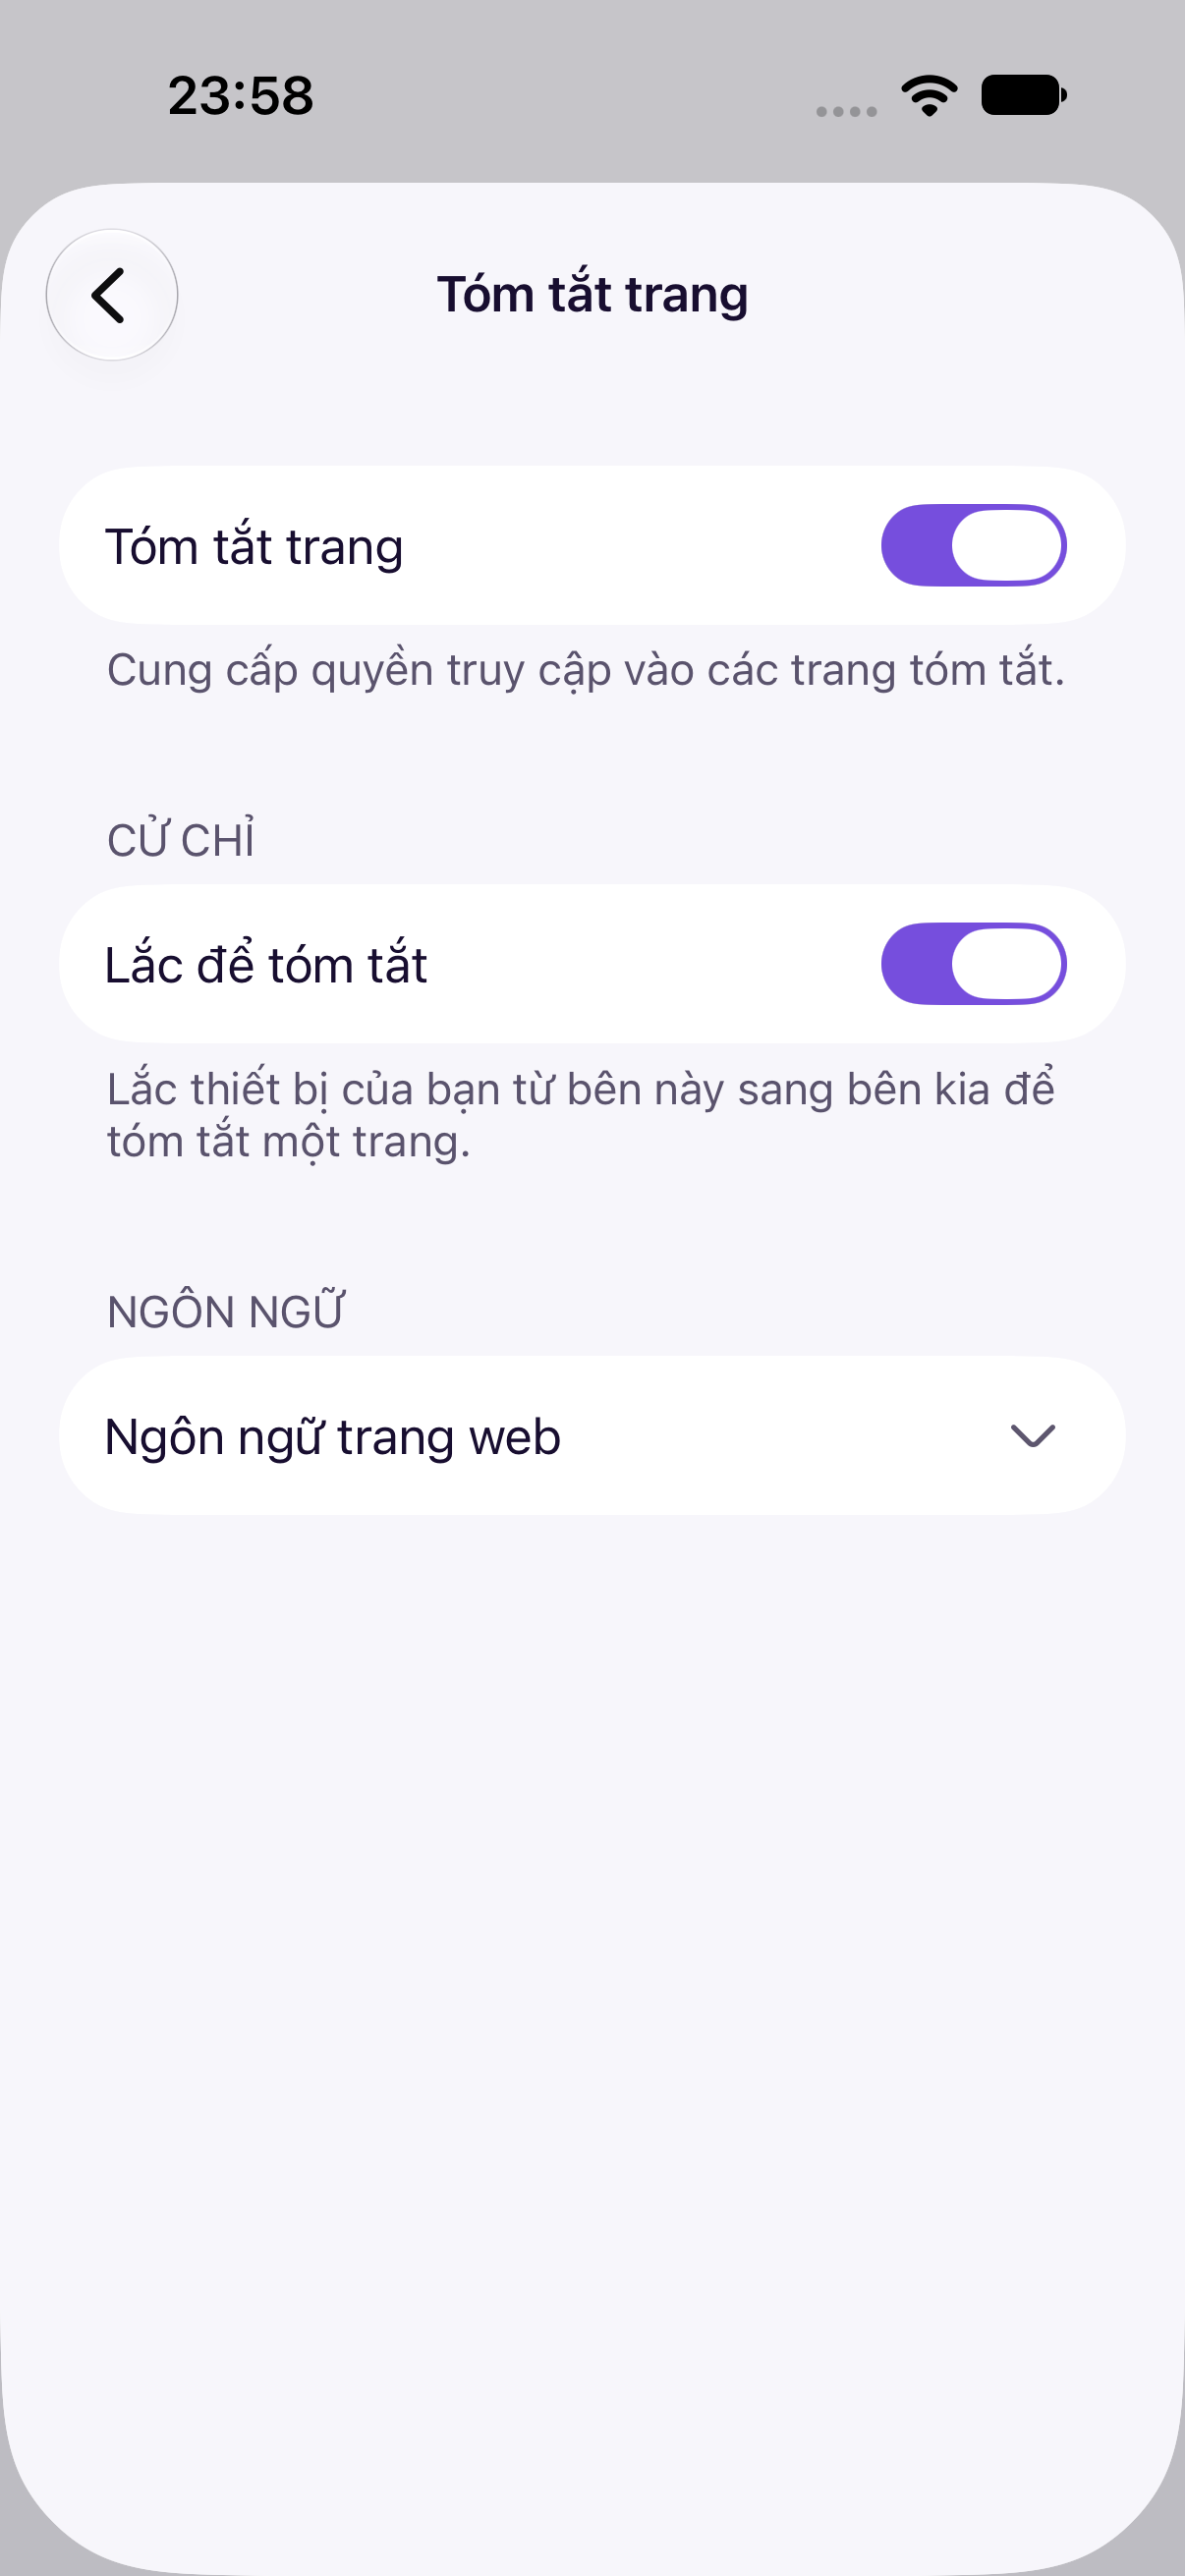 23:58
Tóm tắt trang
Tóm tắt trang
Cung cấp quyền truy cập vào các trang tóm tắt.
CỬ CHỈ
Lắc để tóm tắt
Lắc thiết bị của bạn từ bên này sang bên kia để
tóm tắt một trang.
NGÔN NGỮ
Ngôn ngữ trang web